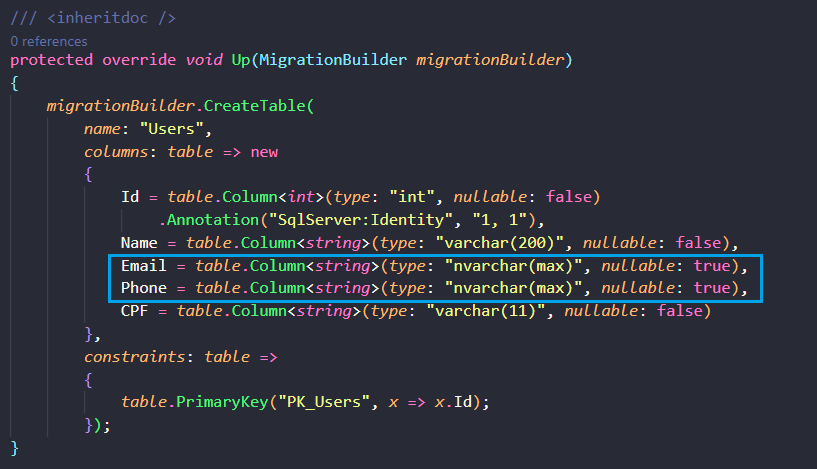 /// <inheritdoc />
0 references
protected override void Up(MigrationBuilder migrationBuilder)
{
migrationBuilder.CreateTable(
name: "Users",
columns: table => new
{
Id = table.Column<int>(type: "int", nullable: false)
.Annotation("SqlServer:Identity", "1, 1"),
Name = table.Column<string>(type: "varchar(200)", nullable: false),
Email = table.Column<string>(type: "nvarchar(max)", nullable: true),
Phone = table.Column<string>(type: "nvarchar(max)", nullable: true),
CPF = table.Column<string>(type: "varchar(11)", nullable: false)
},
constraints: table =>
{
table.PrimaryKey("PK_Users", x => x.Id);
});
}